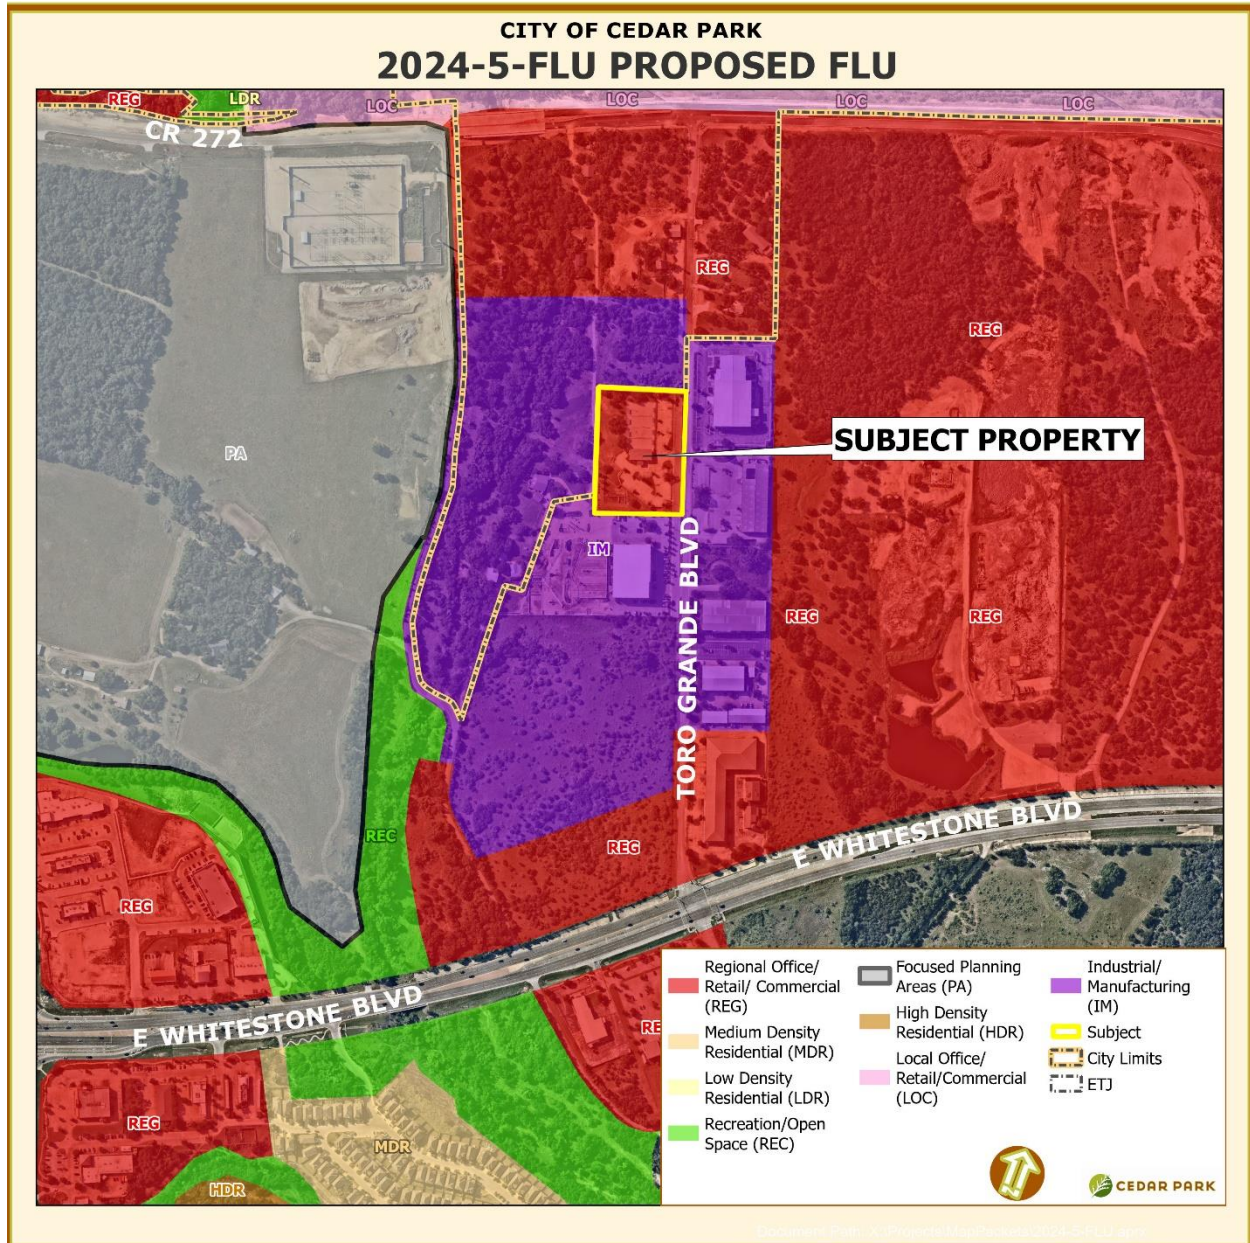 CITY OF CEDAR PARK
2024-5-FLU PROPOSED FLU
REG
LDR
LOC
LOC
LOC
LOC
CR 272
REG
REG
SUBJECT PROPERTY
PA
IM
TORO GRANDE BLVD
REG
REG
REC
REG
E WHITESTONE BLVD
REG
E WHITESTONE BLVD
RE
REG
MDR
HDR
Regional Office/
Retail/ Commercial
(REG)
Medium Density
Residential (MDR)
Low Density
Residential (LDR)
Recreation/Open
Space (REC)
Focused Planning
Areas (PA)
High Density
Residential (HDR)
Local Office/
Retail/Commercial
(LOC)
Industrial/
Manufacturing
(IM)
Subject
City Limits
ETJ
CEDAR PARK